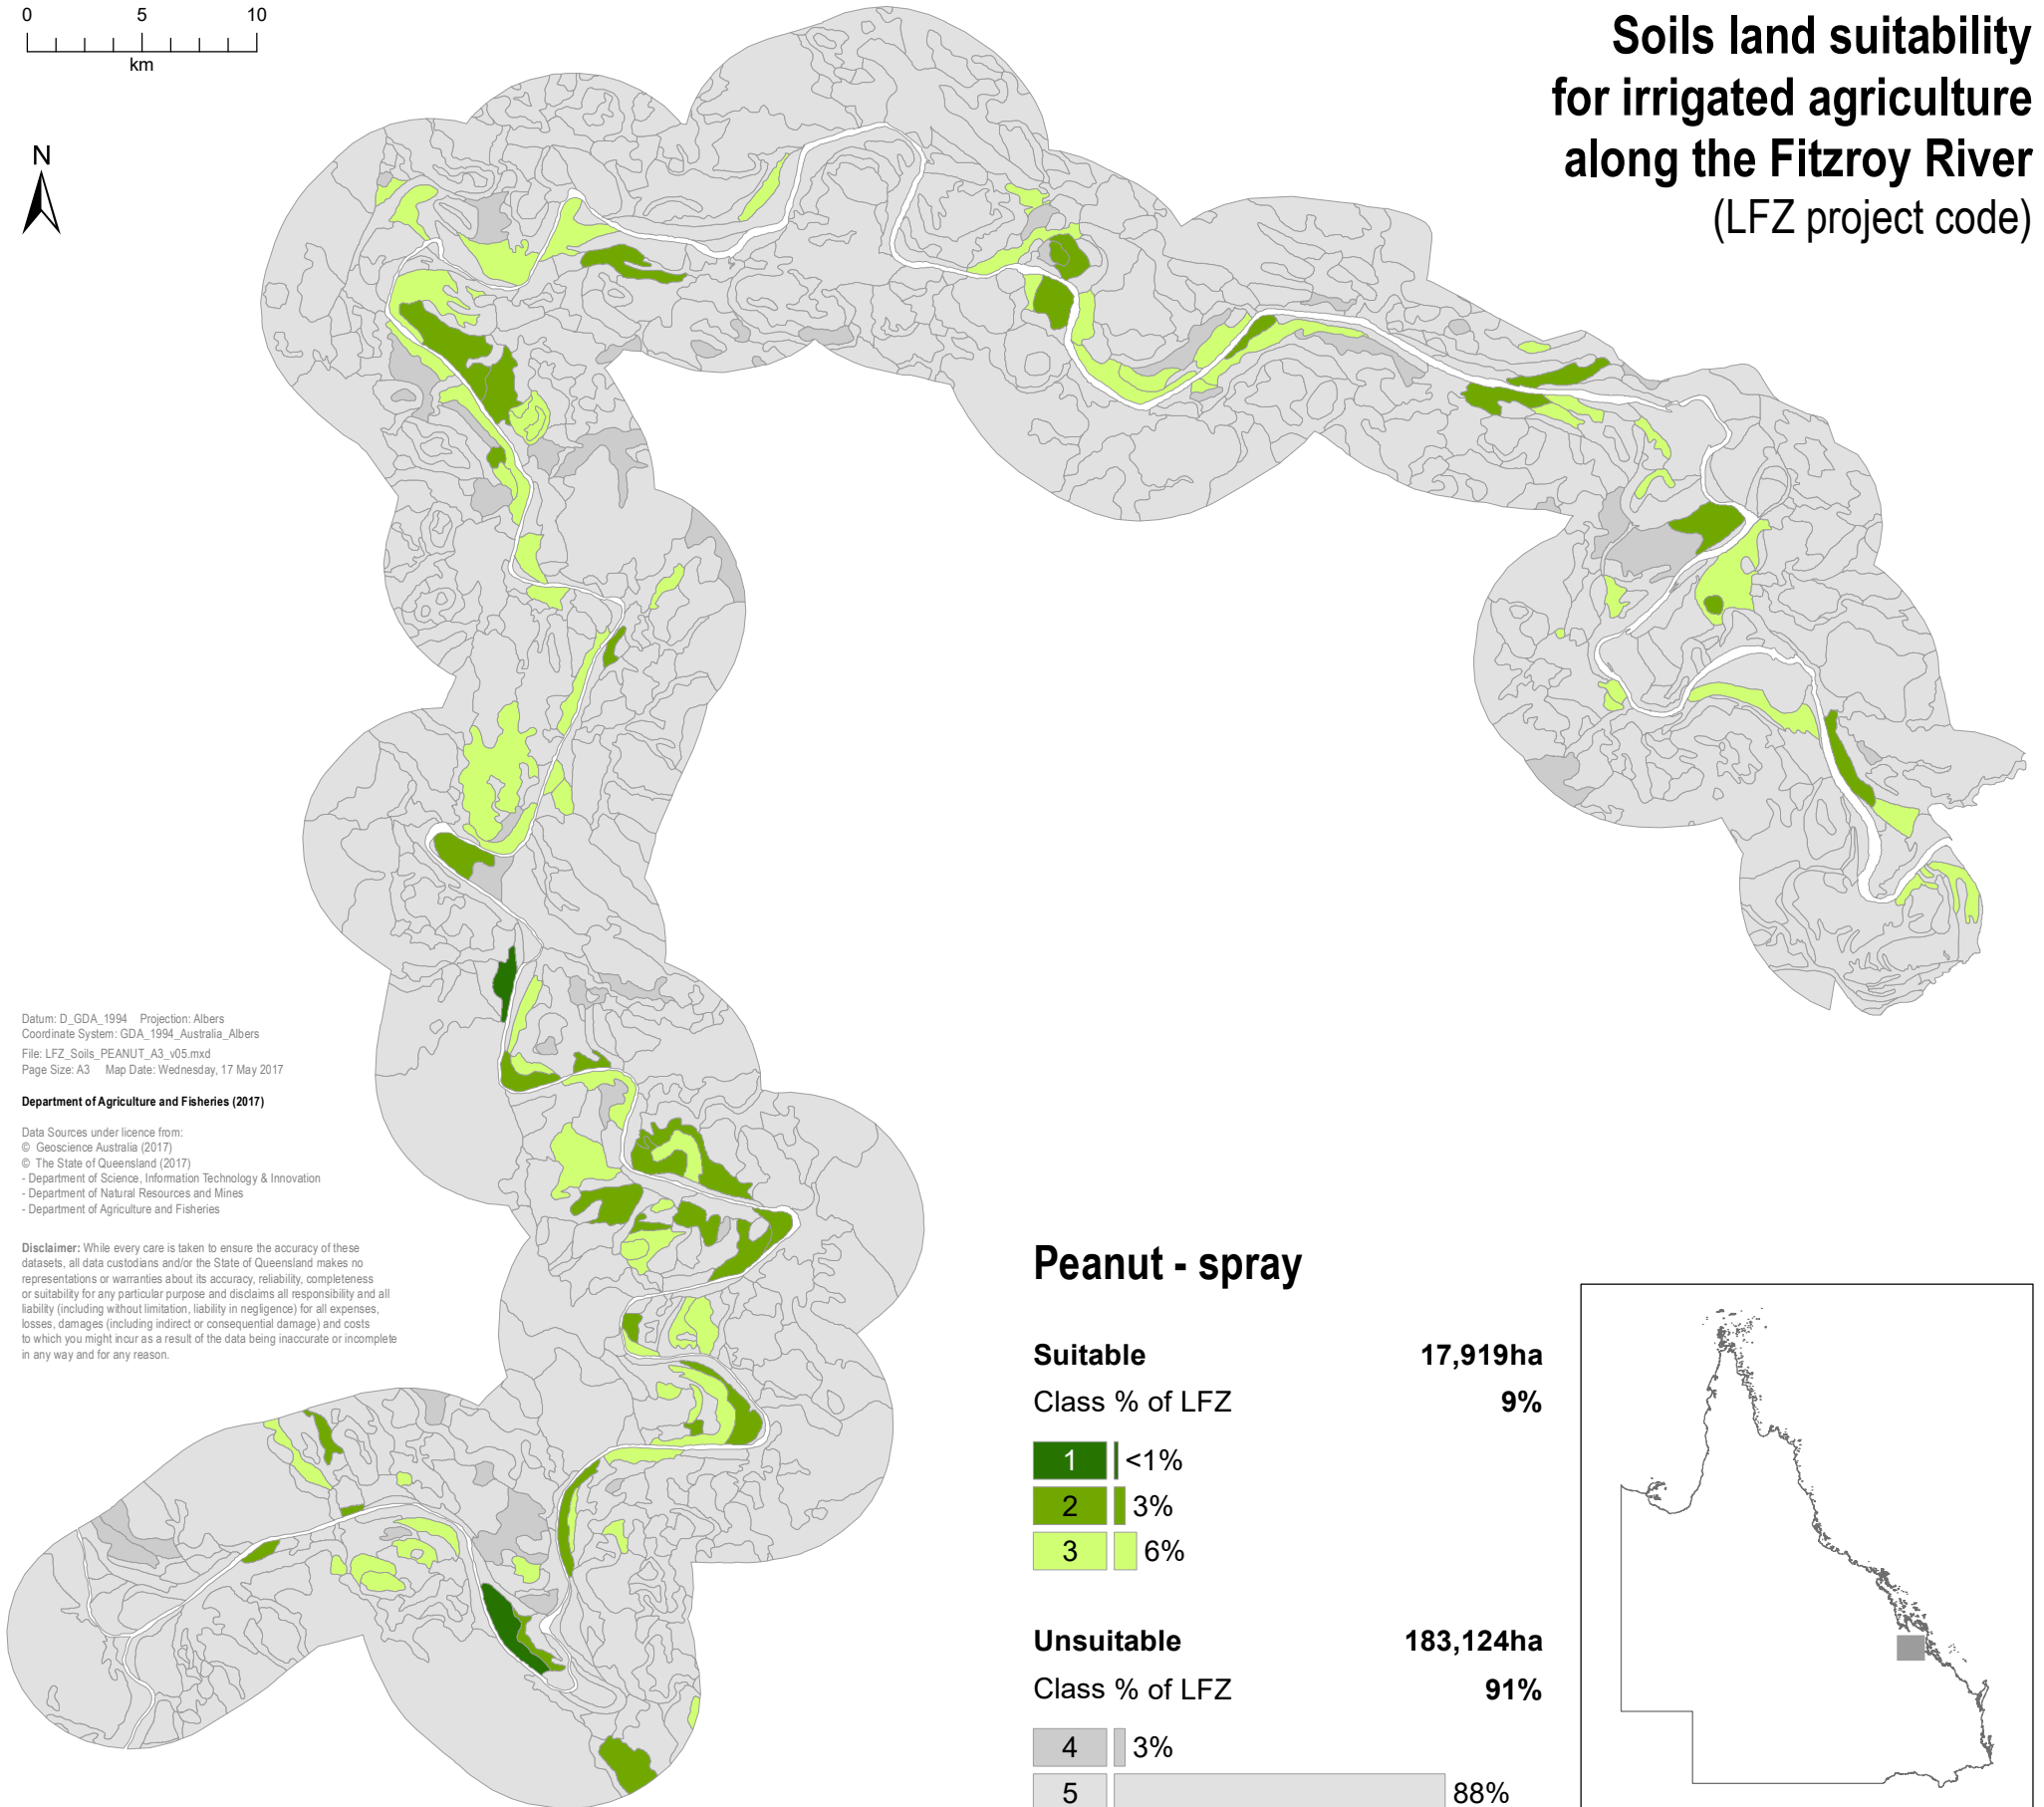 0 5 10
km
N
Soils land suitability
for irrigated agriculture
along the Fitzroy River
(LFZ project code)
Datum: D_GDA_1994 Projection: Albers
Coordinate System: GDA_1994_Australia_Albers
File: LFZ_Soils_PEANUT_A3_v05.mxd
Page Size: A3 Map Date: Wednesday, 17 May 2017
Department of Agriculture and Fisheries (2017)
Data Sources under licence from:
© Geoscience Australia (2017)
© The State of Queensland (2017)
- Department of Science, Information Technology & Innovation
- Department of Natural Resources and Mines
- Department of Agriculture and Fisheries
Disclaimer: While every care is taken to ensure the accuracy of these
datasets, all data custodians and/or the State of Queensland makes no
representations or warranties about its accuracy, reliability, completeness
or suitability for any particular purpose and disclaims all responsibility and all
liability (including without limitation, liability in negligence) for all expenses,
losses, damages (including indirect or consequential damage) and costs
to which you might incur as a result of the data being inaccurate or incomplete
in any way and for any reason.
Peanut - spray
Suitable 17,919ha
Class % of LFZ 9%
1 <1%
2 3%
3 6%
Unsuitable 183,124ha
Class % of LFZ 91%
4 3%
5 88%